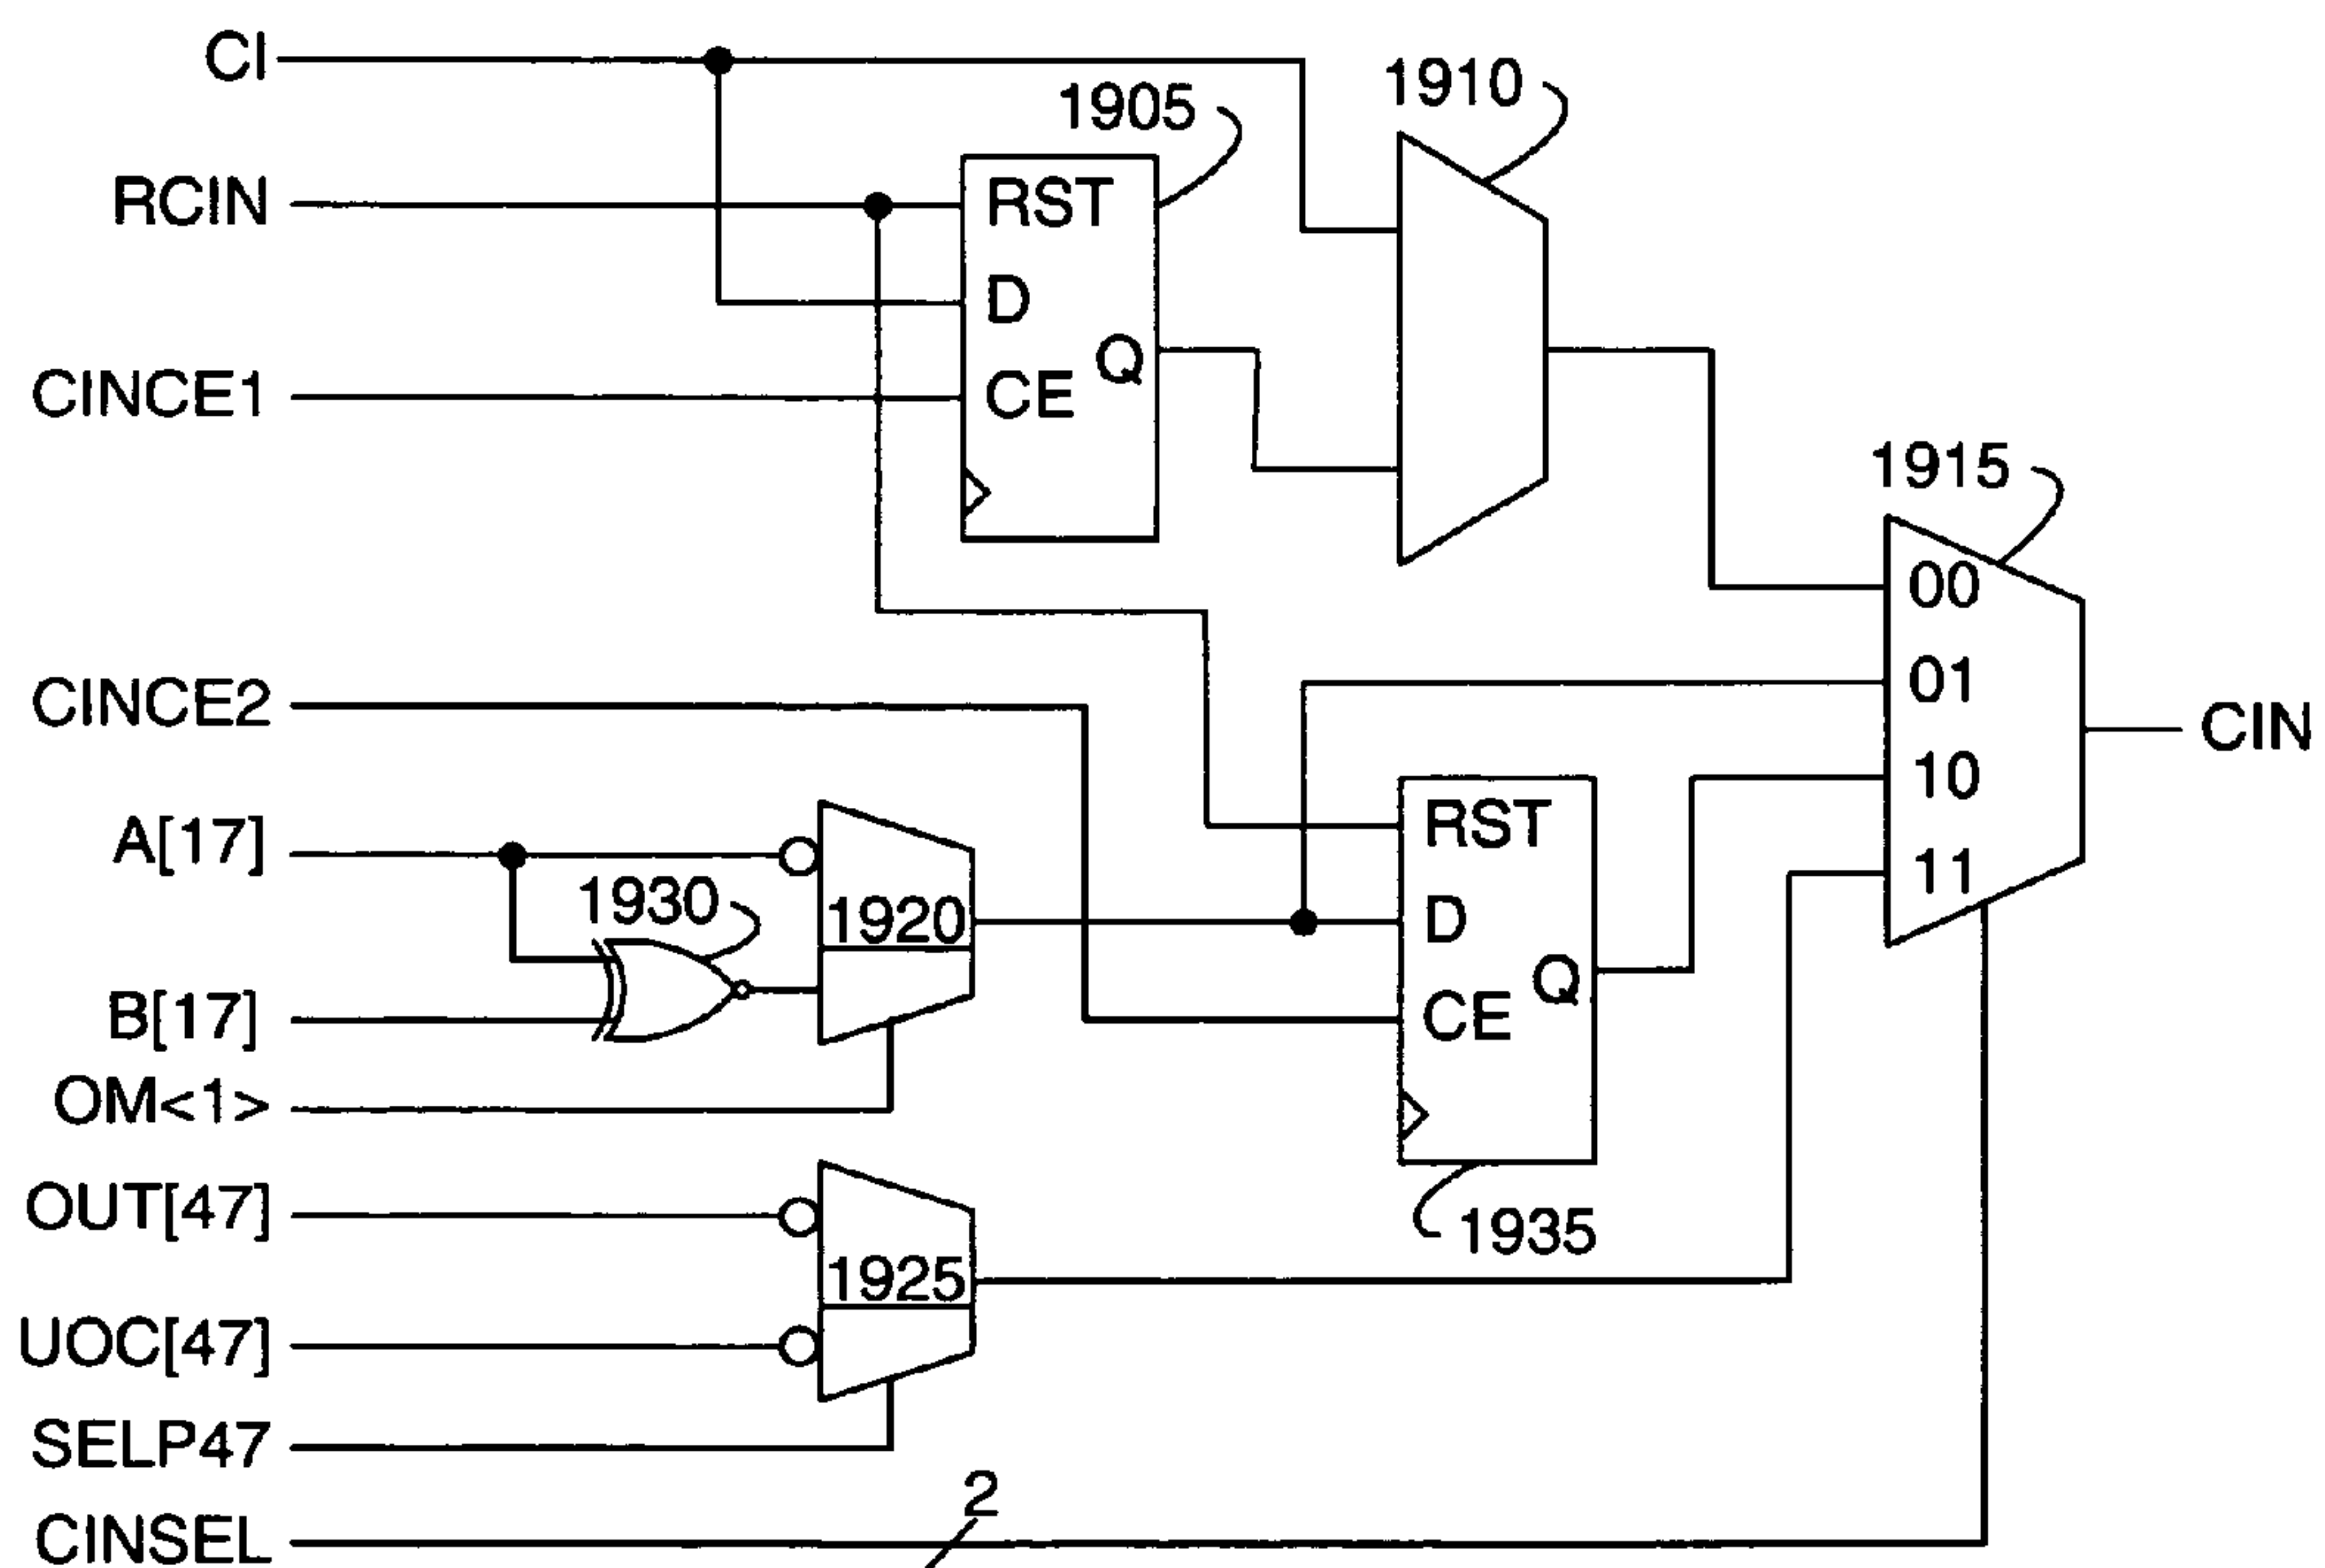 CI
1910
1905
RCIN
RST
D
Q
CINCE1
CE
1915
00
01
CINCE2
CIN
10
A[17]
RST
11
1930
1920
D
Q
B[17]
CE
OM<1>
OUT[47]
1935
1925
UOC[47]
SELP47
2
CINSEL